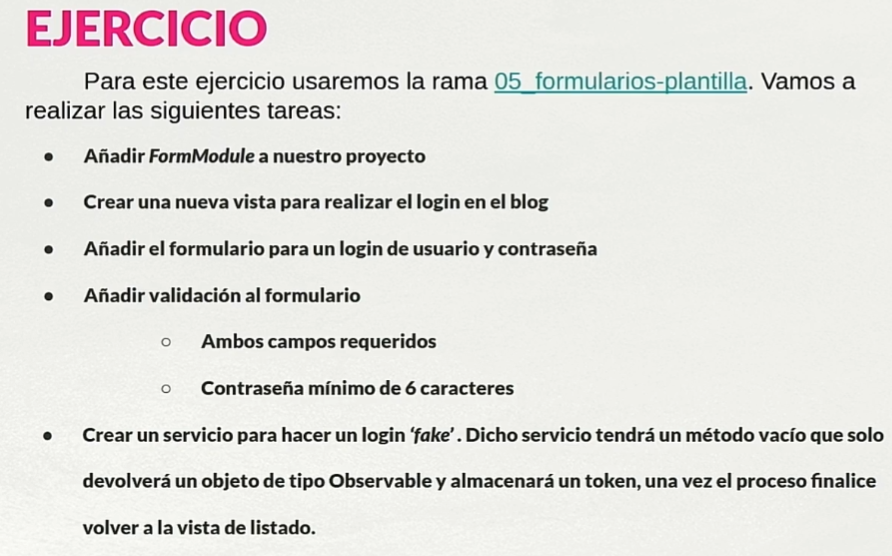 EJERCICIO
Para este ejercicio usaremos la rama 05_formularios-plantilla. Vamos a
realizar las siguientes tareas:
• Añadir FormModule a nuestro proyecto
• Crear una nueva vista para realizar el login en el blog
• Añadir el formulario para un login de usuario y contraseña
• Añadir validación al formulario
○ Ambos campos requeridos
○ Contraseña mínimo de 6 caracteres
• Crear un servicio para hacer un login ‘fake’. Dicho servicio tendrá un método vacío que solo
devolverá un objeto de tipo Observable y almacenará un token, una vez el proceso finalice
volver a la vista de listado.